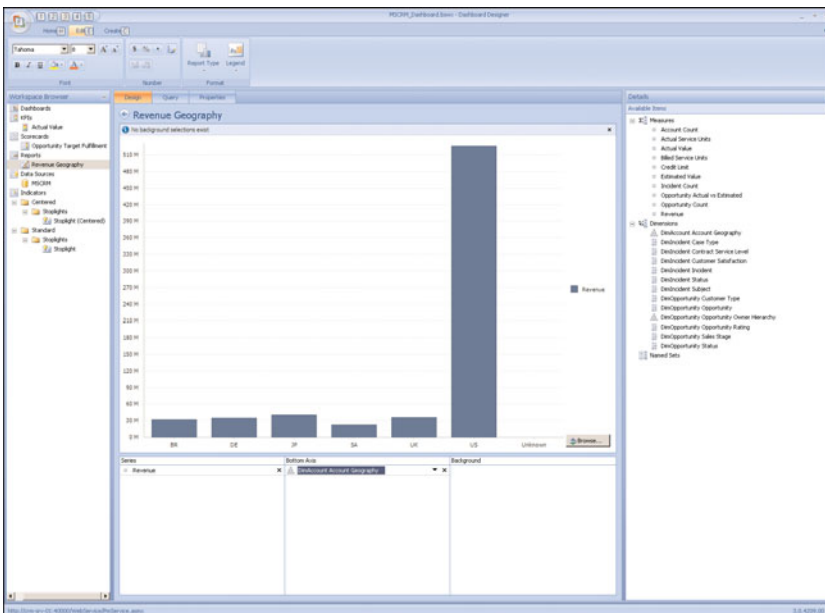 MSCRM_Dashboard.bswx - Dashboard Designer
Home Edit Create
Tahoma 8
B I U A
Report Type Legend
Font Number Format
Workspace Browser
Dashboards
KPIs
Actual Value
Scorecards
Opportunity Target Fulfillment
Reports
Revenue Geography
Data Sources
MSCRM
Indicators
Centered
Stoplights
Stoplight (Centered)
Standard
Stoplights
Stoplight
Design Query Properties
Revenue Geography
No background selections exist
510 M
480 M
450 M
420 M
390 M
360 M
330 M
300 M
270 M
240 M
210 M
180 M
150 M
120 M
90 M
60 M
30 M
0 M
BR DE JP SA UK US Unknown
Revenue
Browse...
Series Bottom Axis Background
Revenue DimAccount Account Geography
Details
Available Items
Measures
Account Count
Actual Service Units
Actual Value
Billed Service Units
Credit Limit
Estimated Value
Incident Count
Opportunity Actual vs Estimated
Opportunity Count
Revenue
Dimensions
DimAccount Account Geography
DimIncident Case Type
DimIncident Contract Service Level
DimIncident Customer Satisfaction
DimIncident Incident
DimIncident Status
DimIncident Subject
DimOpportunity Customer Type
DimOpportunity Opportunity
DimOpportunity Opportunity Owner Hierarchy
DimOpportunity Opportunity Rating
DimOpportunity Sales Stage
DimOpportunity Status
Named Sets